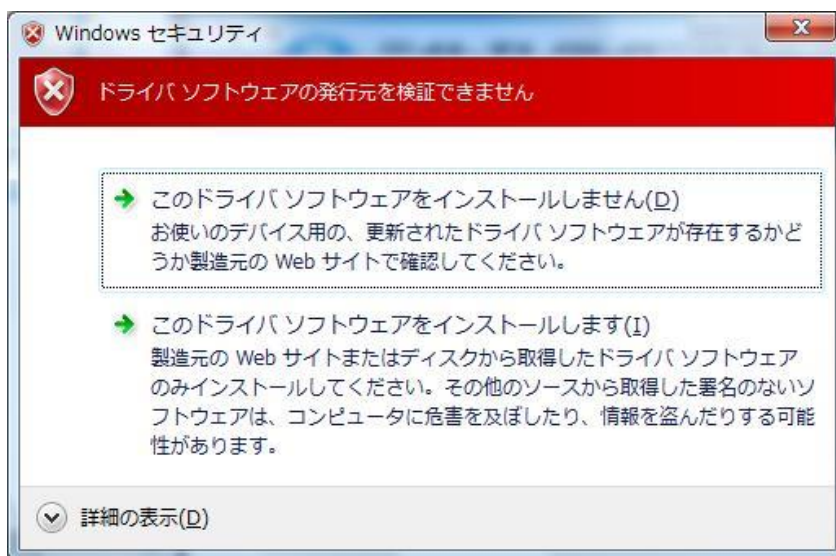 Windows セキュリティ
ドライバ ソフトウェアの発行元を検証できません
このドライバ ソフトウェアをインストールしません(D)
お使いのデバイス用の、更新されたドライバ ソフトウェアが存在するかど
うか製造元の Web サイトで確認してください。
このドライバ ソフトウェアをインストールします(I)
製造元の Web サイトまたはディスクから取得したドライバ ソフトウェア
のみインストールしてください。その他のソースから取得した署名のないソ
フトウェアは、コンピュータに危害を及ぼしたり、情報を盗んだりする可能
性があります。
詳細の表示(D)